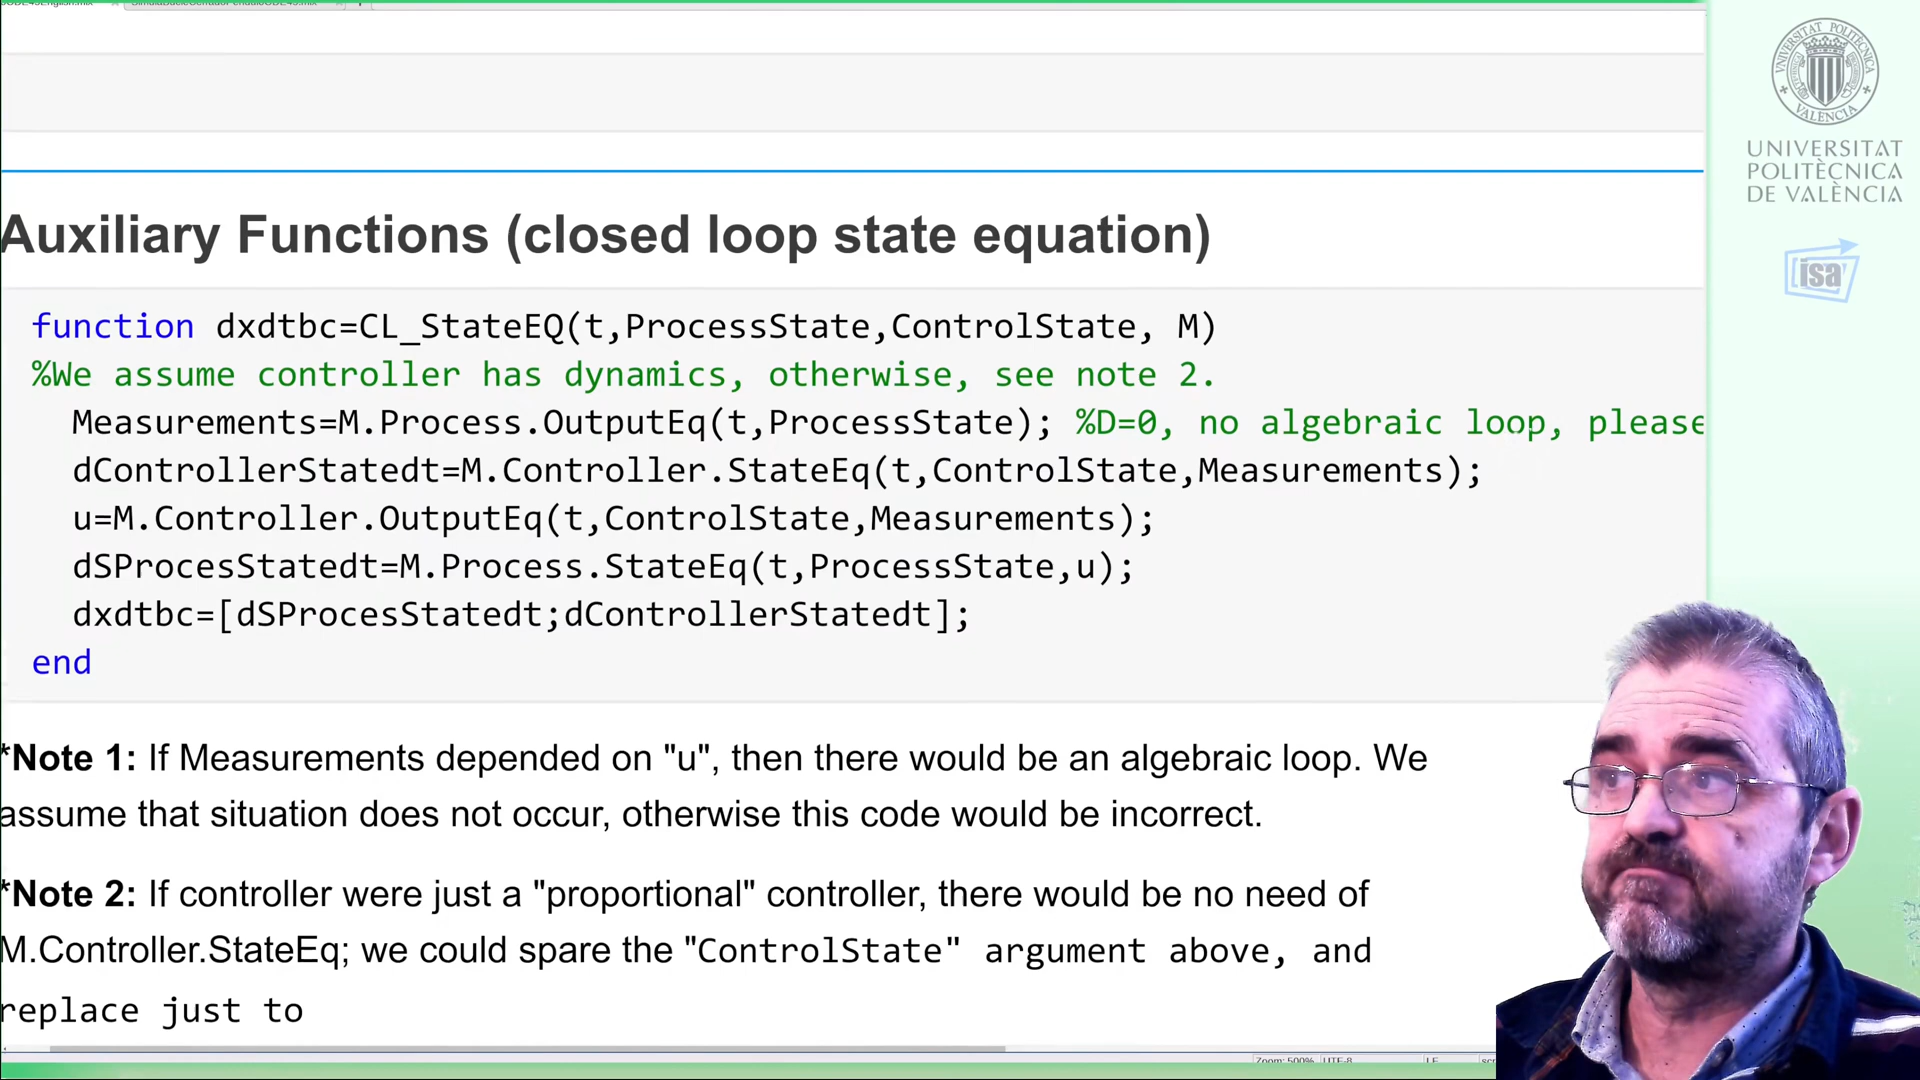 UNIVERSITAT
POLITÈCNICA
DE VALÈNCIA
isa
Auxiliary Functions (closed loop state equation)
function dxdtbc=CL_StateEQ(t,ProcessState,ControlState, M)
%We assume controller has dynamics, otherwise, see note 2.
Measurements=M.Process.OutputEq(t,ProcessState); %D=0, no algebraic loop, please
dControllerStatedt=M.Controller.StateEq(t,ControlState,Measurements);
u=M.Controller.OutputEq(t,ControlState,Measurements);
dSProcesStatedt=M.Process.StateEq(t,ProcessState,u);
dxdtbc=[dSProcesStatedt;dControllerStatedt];
end
*Note 1: If Measurements depended on "u", then there would be an algebraic loop. We
assume that situation does not occur, otherwise this code would be incorrect.
*Note 2: If controller were just a "proportional" controller, there would be no need of
M.Controller.StateEq; we could spare the "ControlState" argument above, and
replace just to
Zoom: 500% UTF-8 LF